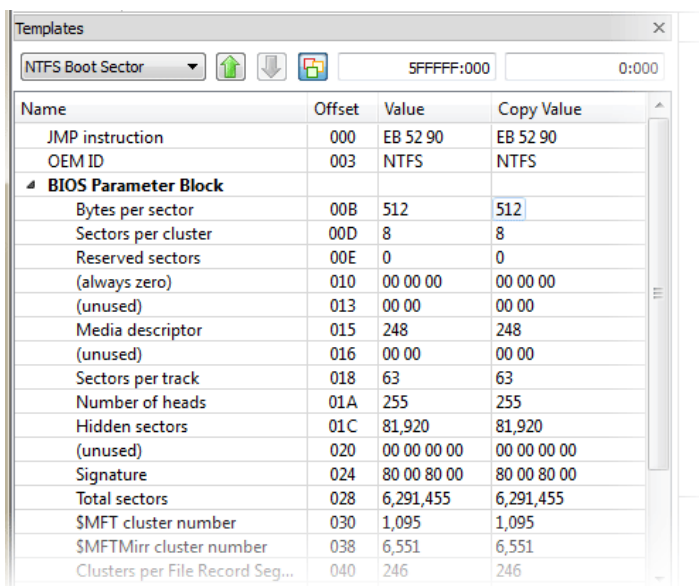 Templates
NTFS Boot Sector 5FFFFF:000 0:000
Name Offset Value Copy Value
JMP instruction 000 EB 52 90 EB 52 90
OEM ID 003 NTFS NTFS
BIOS Parameter Block
Bytes per sector 00B 512 512
Sectors per cluster 00D 8 8
Reserved sectors 00E 0 0
(always zero) 010 00 00 00 00 00 00
(unused) 013 00 00 00 00
Media descriptor 015 248 248
(unused) 016 00 00 00 00
Sectors per track 018 63 63
Number of heads 01A 255 255
Hidden sectors 01C 81,920 81,920
(unused) 020 00 00 00 00 00 00 00 00
Signature 024 80 00 80 00 80 00 80 00
Total sectors 028 6,291,455 6,291,455
$MFT cluster number 030 1,095 1,095
$MFTMirr cluster number 038 6,551 6,551
Clusters per File Record Seg... 040 246 246